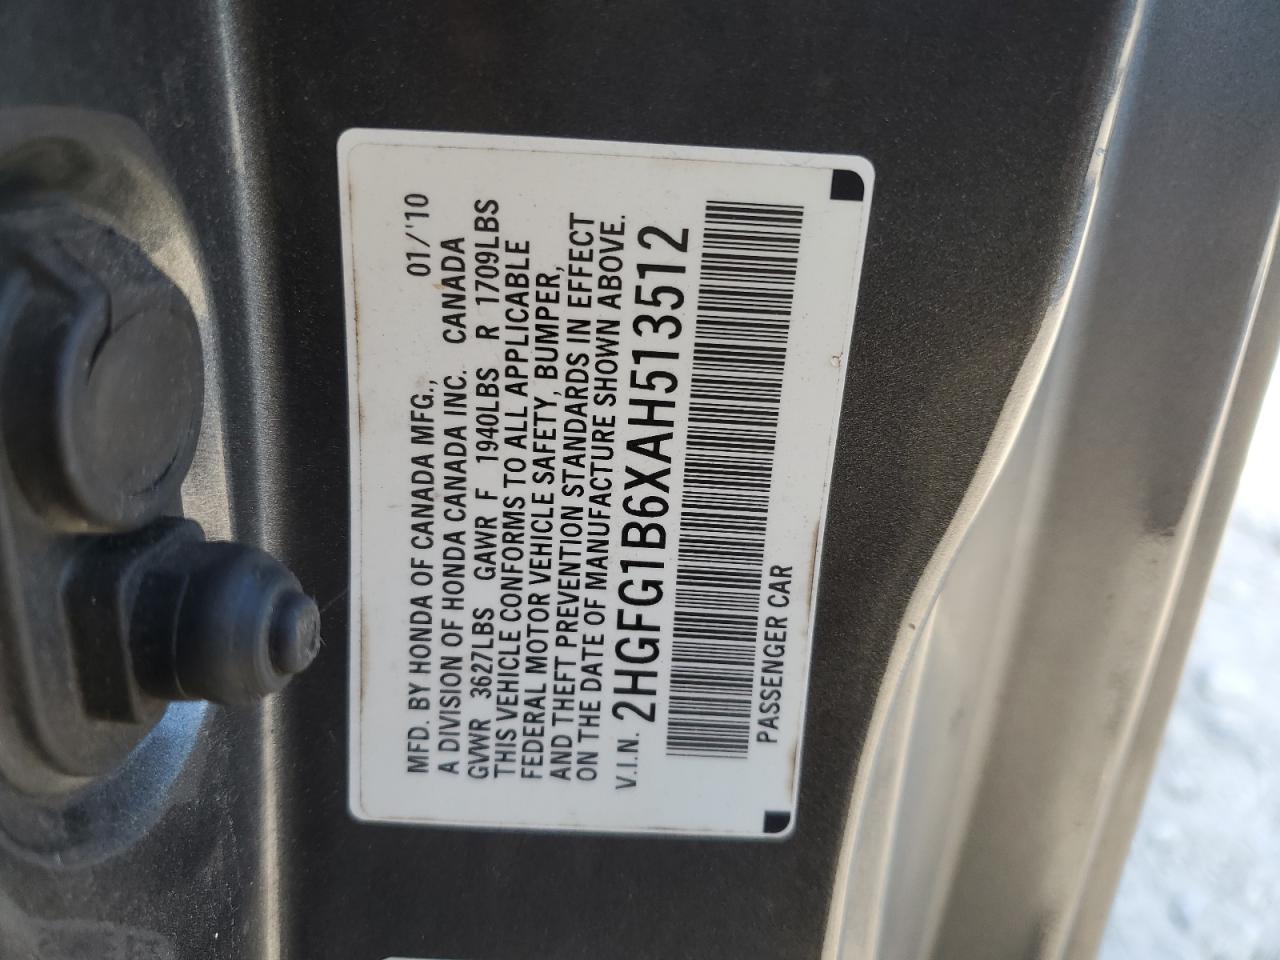 MFD. BY HONDA OF CANADA MFG., 01/'10
A DIVISION OF HONDA CANADA INC. CANADA
GVWR 3627LBS GAWR F 1940LBS R 1709LBS
THIS VEHICLE CONFORMS TO ALL APPLICABLE
FEDERAL MOTOR VEHICLE SAFETY, BUMPER,
AND THEFT PREVENTION STANDARDS IN EFFECT
ON THE DATE OF MANUFACTURE SHOWN ABOVE.
V.I.N. 2HGFG1B6XAH513512
PASSENGER CAR